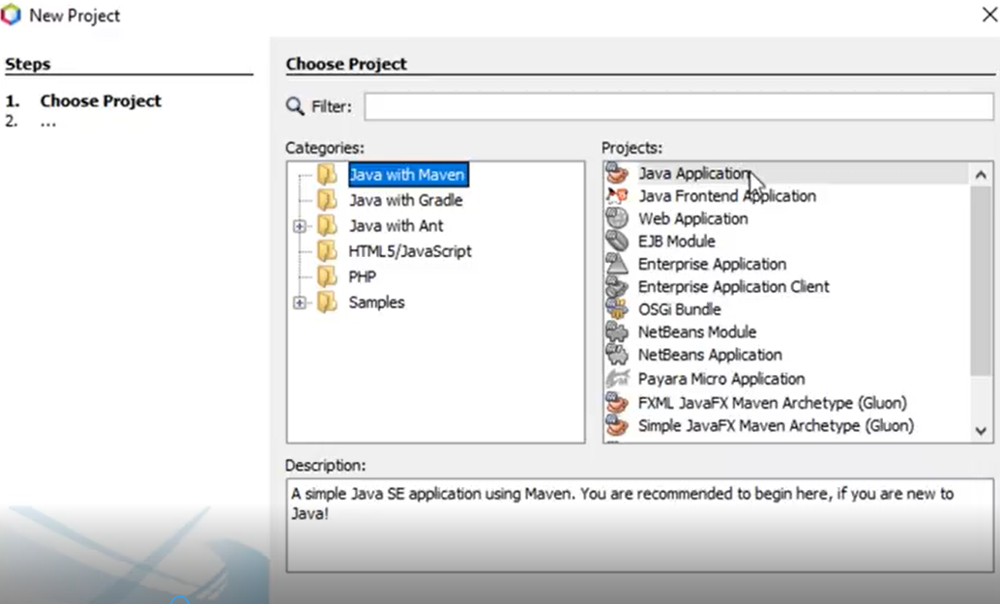 New Project
Steps
1. Choose Project
2. ...
Choose Project
Filter:
Categories:
Java with Maven
Java with Gradle
Java with Ant
HTML5/JavaScript
PHP
Samples
Projects:
Java Application
Java Frontend Application
Web Application
EJB Module
Enterprise Application
Enterprise Application Client
OSGi Bundle
NetBeans Module
NetBeans Application
Payara Micro Application
FXML JavaFX Maven Archetype (Gluon)
Simple JavaFX Maven Archetype (Gluon)
Description:
A simple Java SE application using Maven. You are recommended to begin here, if you are new to
Java!